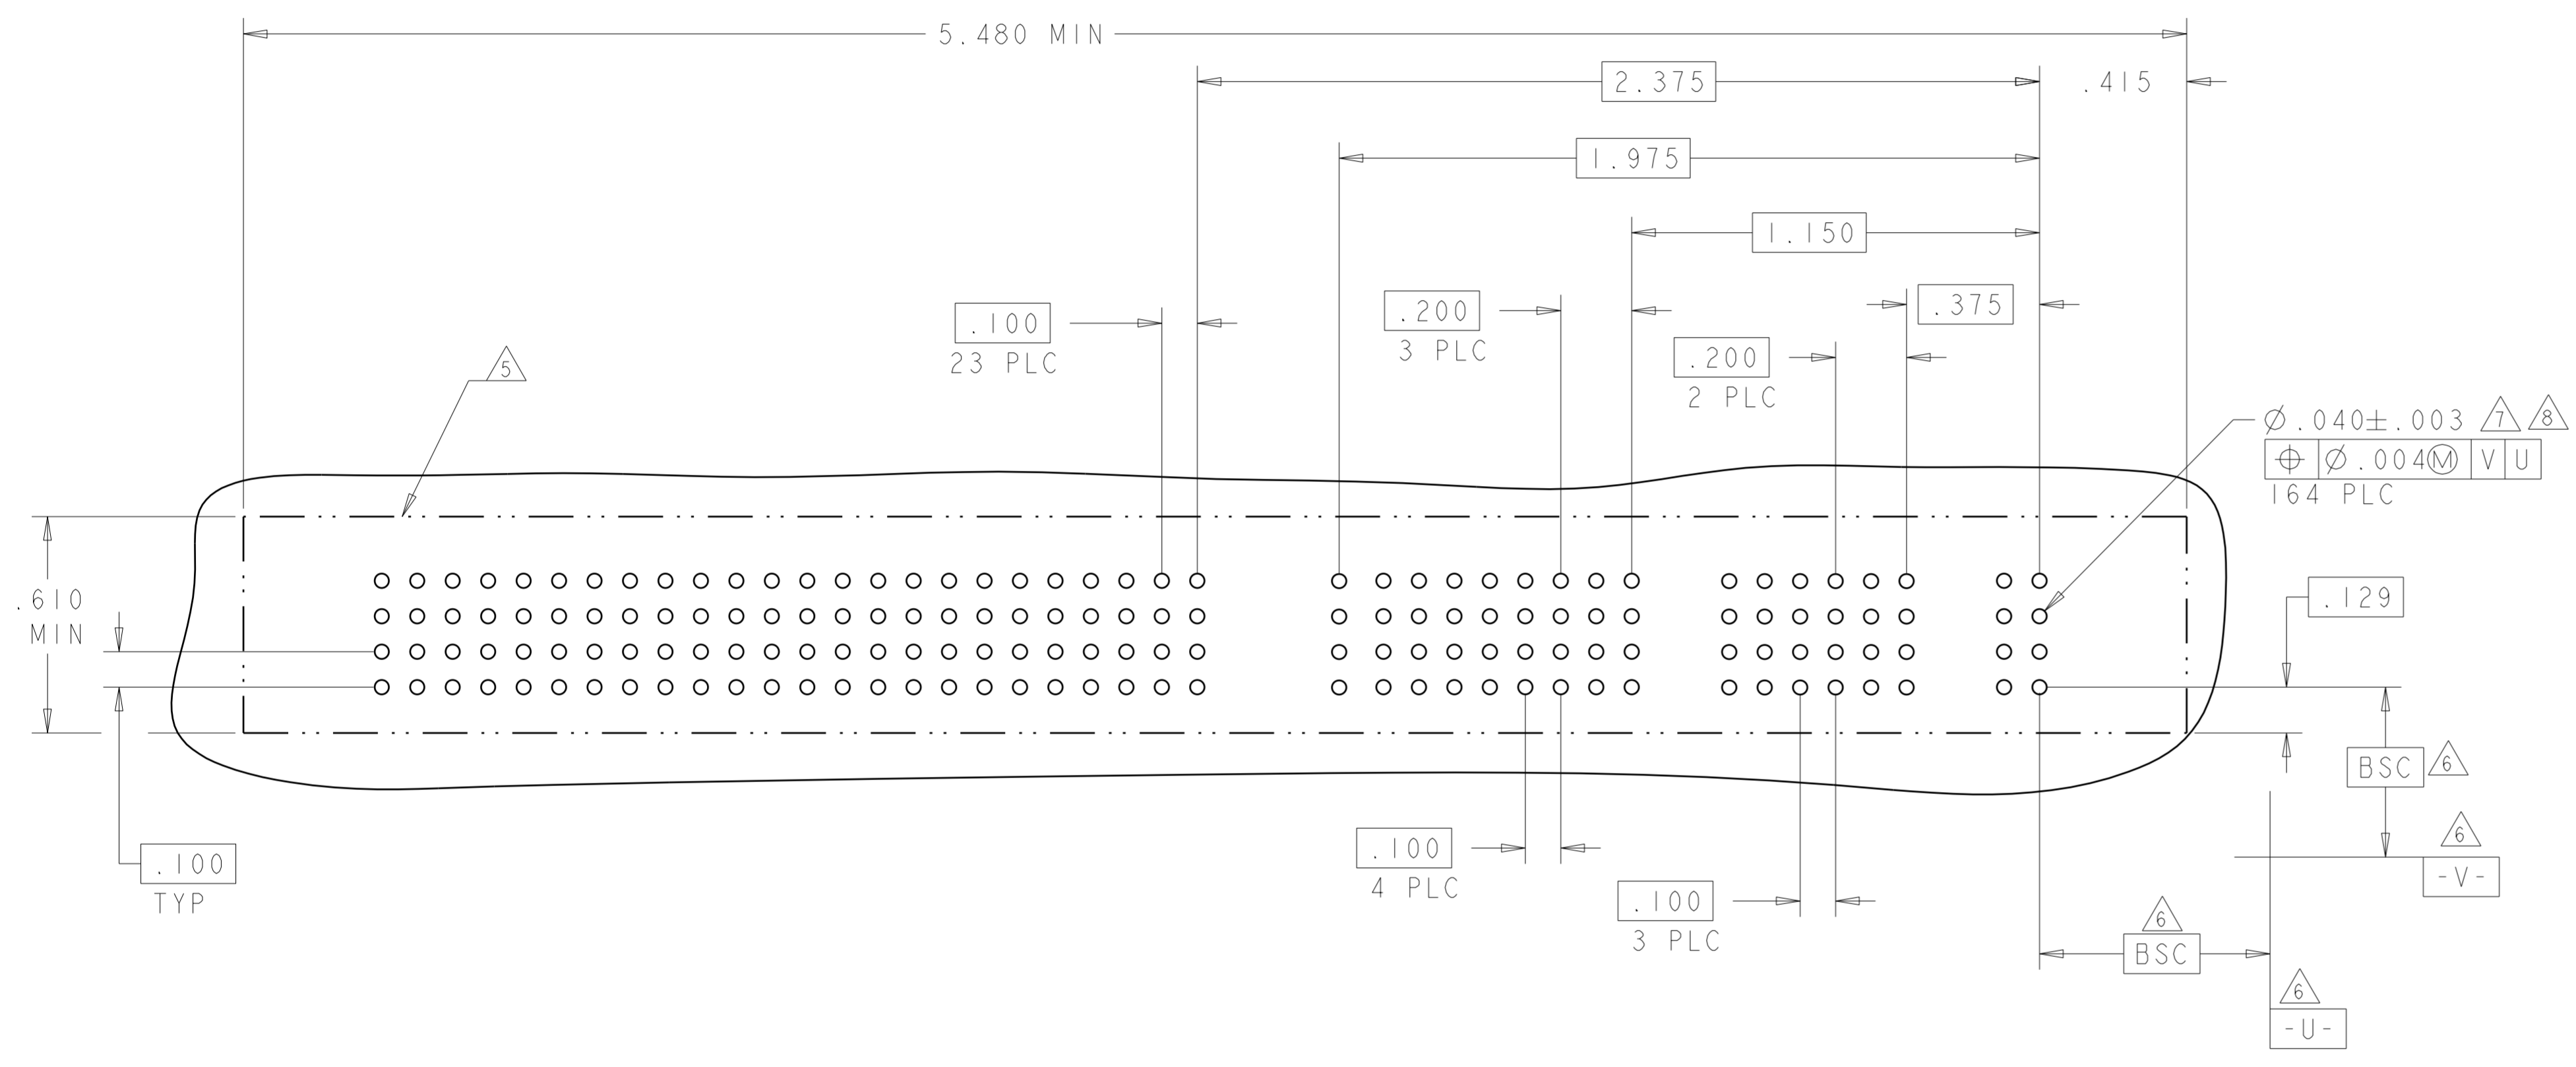 5.480 MIN
2.375
.415
1.975
1.150
.200
3 PLC
.375
.100
23 PLC
.200
2 PLC
5
Ø.040±.003 7 8
⌖ Ø.004Ⓜ V U
164 PLC
.610
MIN
.129
BSC 6
6
-V-
.100
TYP
.100
4 PLC
.100
3 PLC
6
BSC
6
-U-